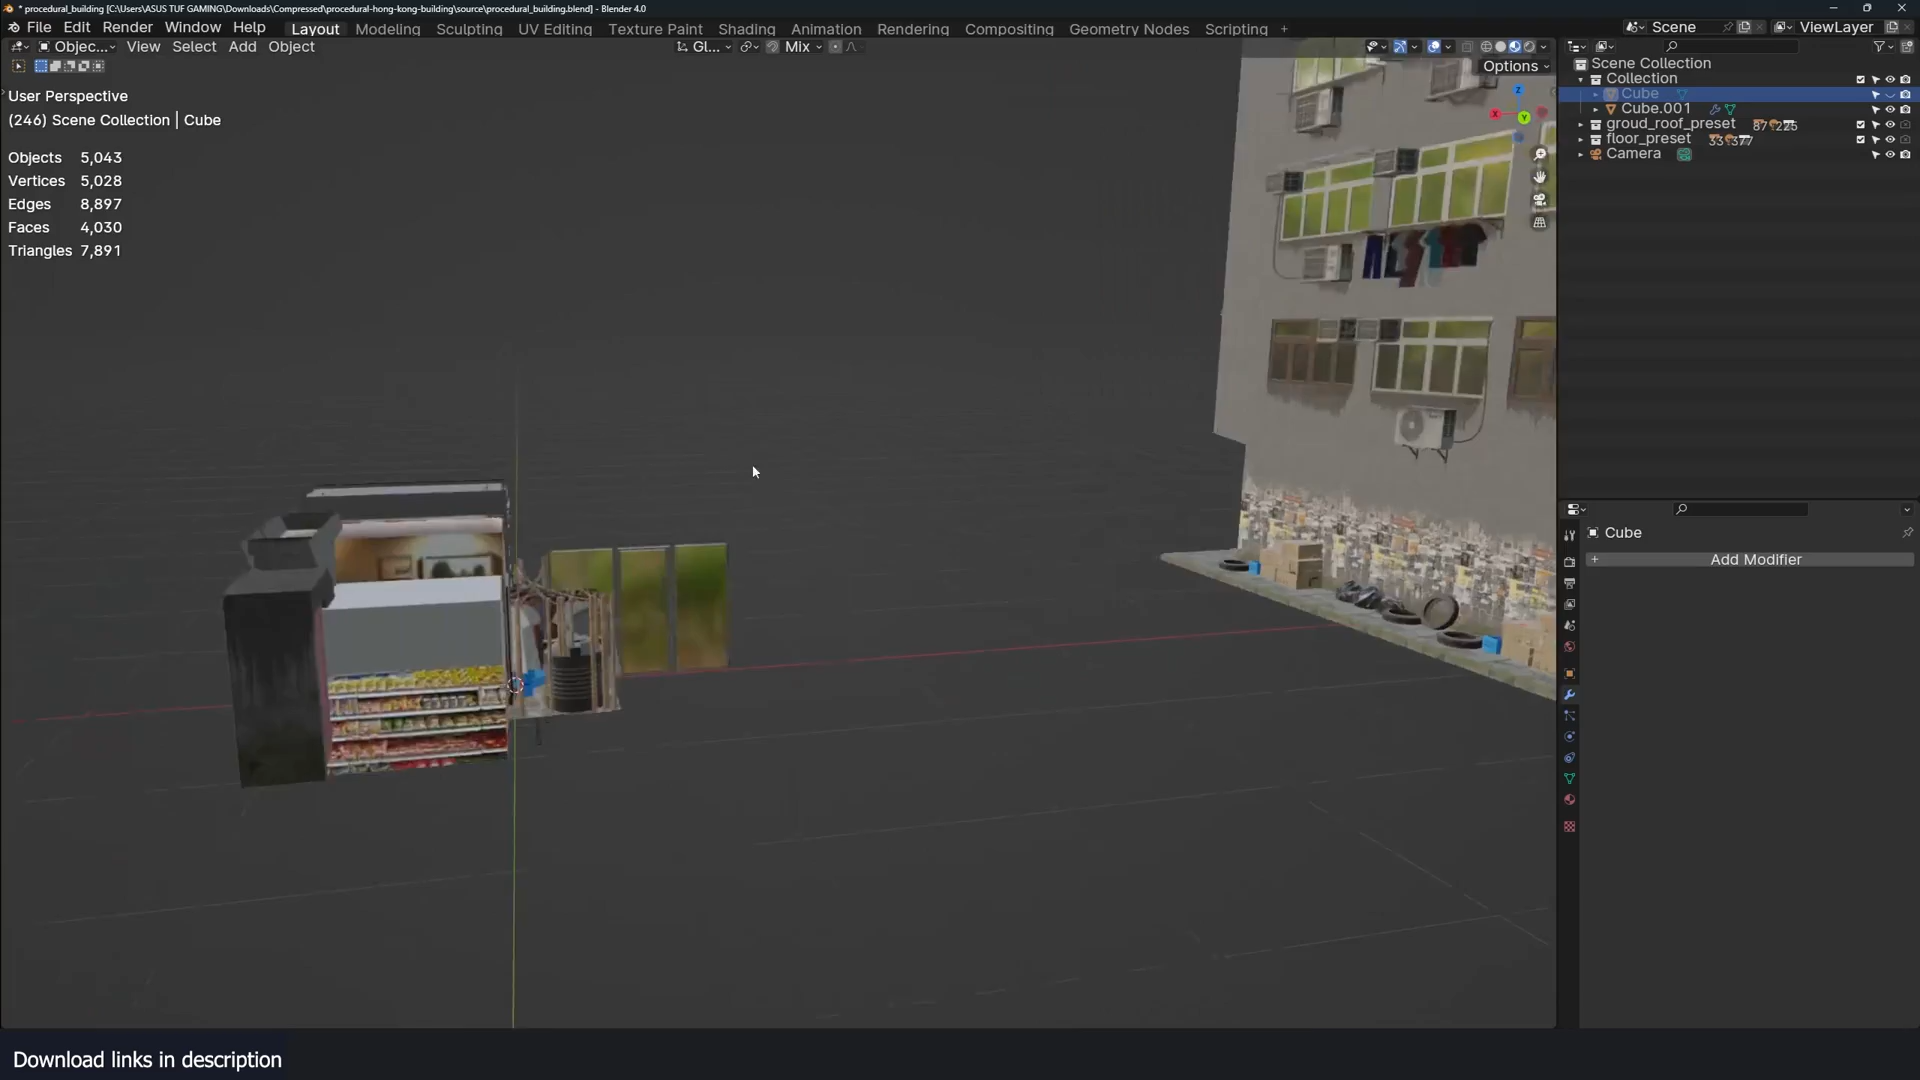 * procedural_building [C:\Users\ASUS TUF GAMING\Downloads\Compressed\procedural-hong-kong-building\source\procedural_building.blend] - Blender 4.0
File Edit Render Window Help Layout Modeling Sculpting UV Editing Texture Paint Shading Animation Rendering Compositing Geometry Nodes Scripting + Scene ViewLayer
Objec... View Select Add Object Gl... Mix
Options
User Perspective
(246) Scene Collection | Cube
Objects 5,043
Vertices 5,028
Edges 8,897
Faces 4,030
Triangles 7,891
Z
X
Y
Scene Collection
Collection
Cube
Cube.001
groud_roof_preset
floor_preset
Camera
Cube
+ Add Modifier
Download links in description